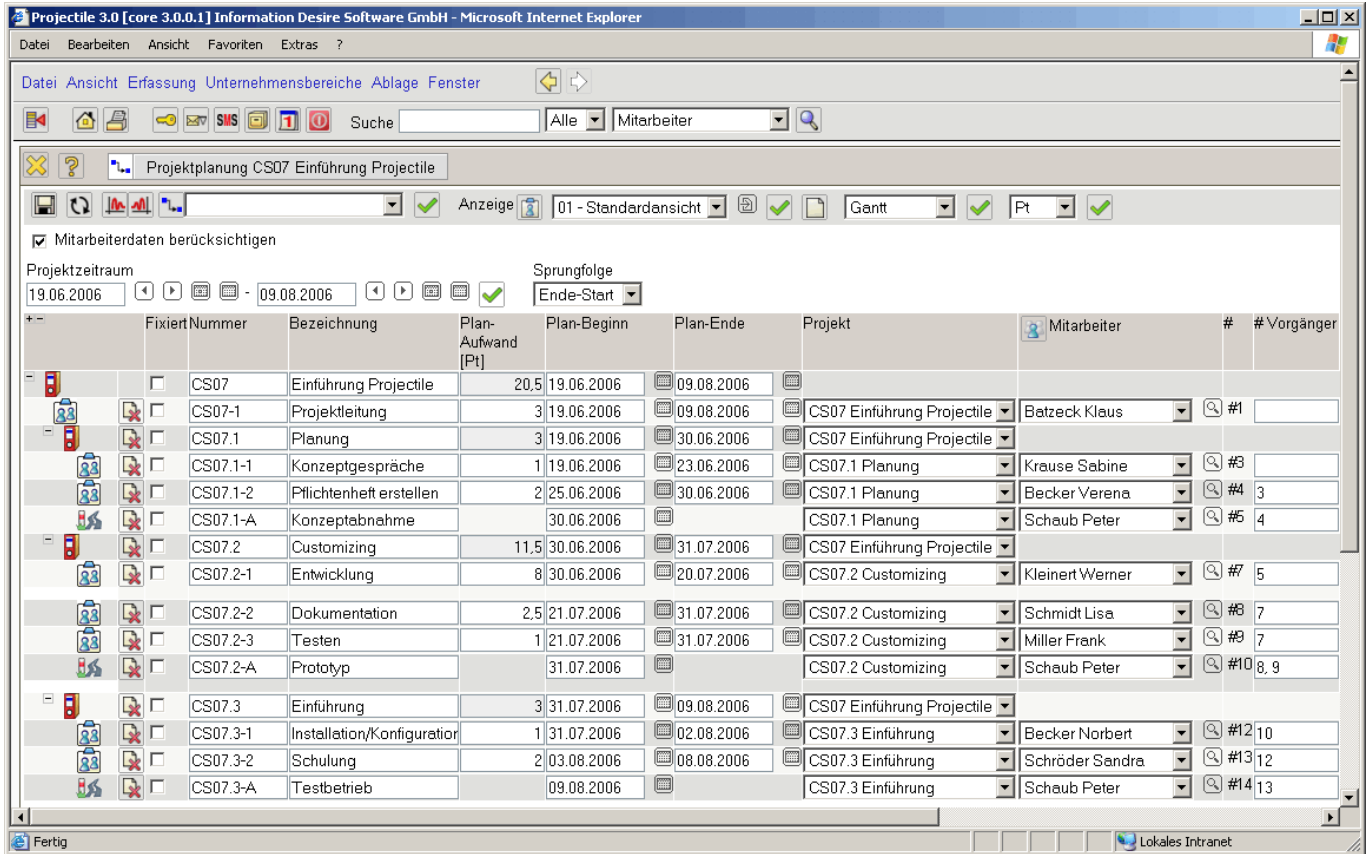 Projectile 3.0 [core 3.0.0.1] Information Desire Software GmbH - Microsoft Internet Explorer
Datei Bearbeiten Ansicht Favoriten Extras ?
Datei Ansicht Erfassung Unternehmensbereiche Ablage Fenster
SMS 1 Suche Alle Mitarbeiter
Projektplanung CS07 Einführung Projectile
Anzeige 01 - Standardansicht Gantt Pt
Mitarbeiterdaten berücksichtigen
Projektzeitraum Sprungfolge
19.06.2006 - 09.08.2006 Ende-Start
+ - Fixiert Nummer Bezeichnung Plan-Aufwand [Pt] Plan-Beginn Plan-Ende Projekt Mitarbeiter # # Vorgänger
CS07 Einführung Projectile 20,5 19.06.2006 09.08.2006
CS07-1 Projektleitung 3 19.06.2006 09.08.2006 CS07 Einführung Projectile Batzeck Klaus #1
CS07.1 Planung 3 19.06.2006 30.06.2006 CS07 Einführung Projectile
CS07.1-1 Konzeptgespräche 1 19.06.2006 23.06.2006 CS07.1 Planung Krause Sabine #3
CS07.1-2 Pflichtenheft erstellen 2 25.06.2006 30.06.2006 CS07.1 Planung Becker Verena #4 3
CS07.1-A Konzeptabnahme 30.06.2006 CS07.1 Planung Schaub Peter #5 4
CS07.2 Customizing 11,5 30.06.2006 31.07.2006 CS07 Einführung Projectile
CS07.2-1 Entwicklung 8 30.06.2006 20.07.2006 CS07.2 Customizing Kleinert Werner #7 5
CS07.2-2 Dokumentation 2,5 21.07.2006 31.07.2006 CS07.2 Customizing Schmidt Lisa #8 7
CS07.2-3 Testen 1 21.07.2006 31.07.2006 CS07.2 Customizing Miller Frank #9 7
CS07.2-A Prototyp 31.07.2006 CS07.2 Customizing Schaub Peter #10 8, 9
CS07.3 Einführung 3 31.07.2006 09.08.2006 CS07 Einführung Projectile
CS07.3-1 Installation/Konfiguration 1 31.07.2006 02.08.2006 CS07.3 Einführung Becker Norbert #12 10
CS07.3-2 Schulung 2 03.08.2006 08.08.2006 CS07.3 Einführung Schröder Sandra #13 12
CS07.3-A Testbetrieb 09.08.2006 CS07.3 Einführung Schaub Peter #14 13
Fertig Lokales Intranet